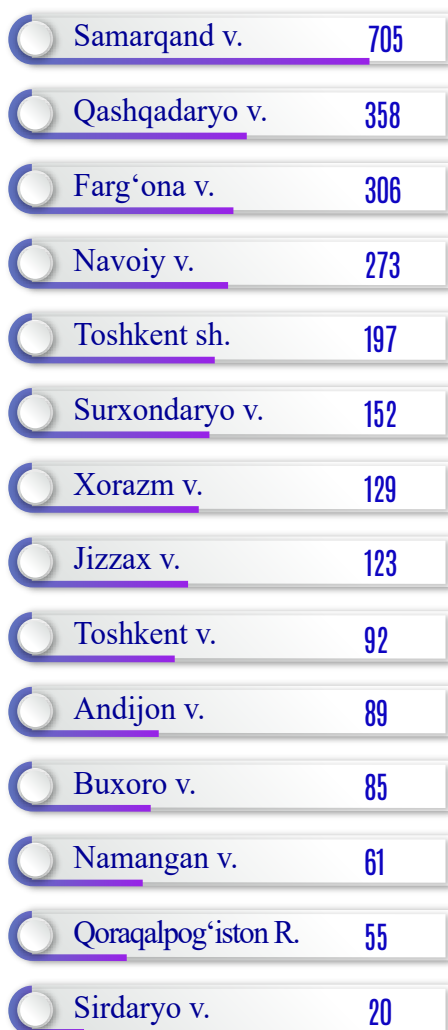 Samarqand v. 705
Qashqadaryo v. 358
Farg‘ona v. 306
Navoiy v. 273
Toshkent sh. 197
Surxondaryo v. 152
Xorazm v. 129
Jizzax v. 123
Toshkent v. 92
Andijon v. 89
Buxoro v. 85
Namangan v. 61
Qoraqalpog‘iston R. 55
Sirdaryo v. 20